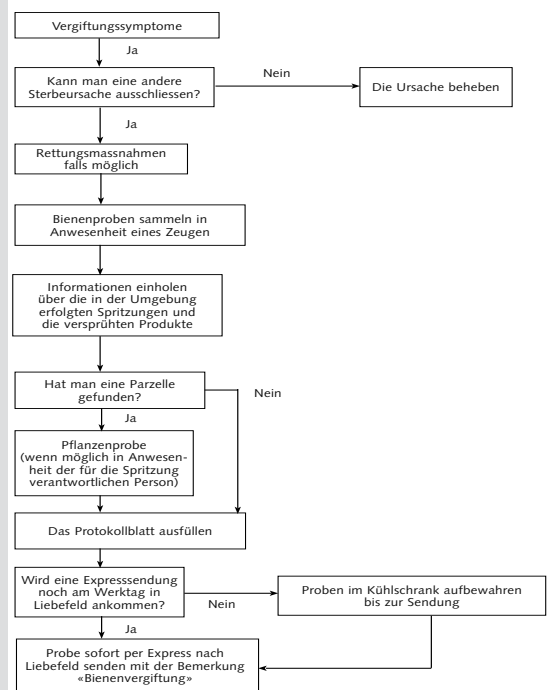 Vergiftungssymptome
Ja
Kann man eine andere
Sterbeursache ausschliessen?
Nein
Die Ursache beheben
Ja
Rettungsmassnahmen
falls möglich
Bienenproben sammeln in
Anwesenheit eines Zeugen
Informationen einholen
über die in der Umgebung
erfolgten Spritzungen und
die versprühten Produkte
Hat man eine Parzelle
gefunden?
Nein
Ja
Pflanzenprobe
(wenn möglich in Anwesen-
heit der für die Spritzung
verantwortlichen Person)
Das Protokollblatt ausfüllen
Wird eine Expresssendung
noch am Werktag in
Liebefeld ankommen?
Nein
Proben im Kühlschrank aufbewahren
bis zur Sendung
Ja
Probe sofort per Express nach
Liebefeld senden mit der Bemerkung
«Bienenvergiftung»